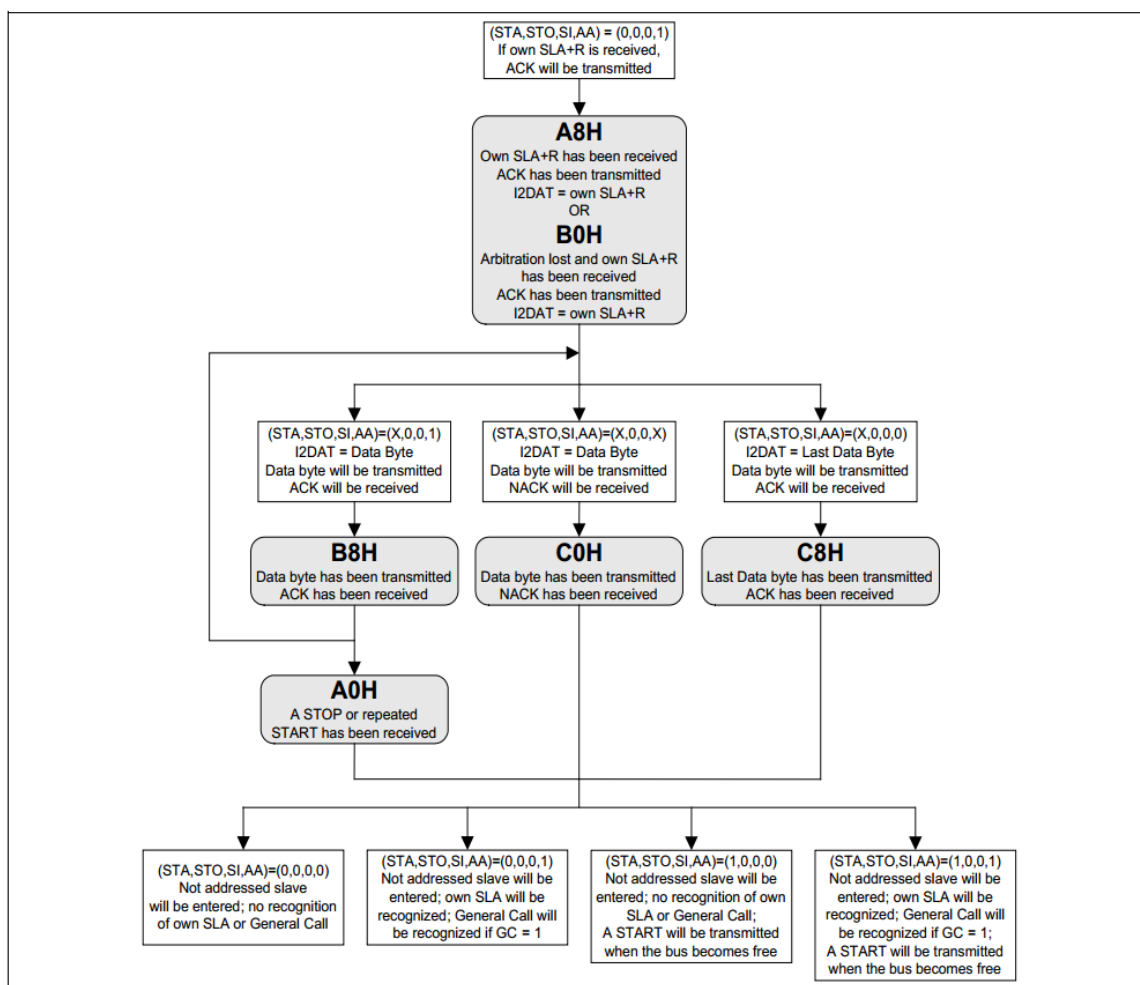 (STA,STO,SI,AA) = (0,0,0,1)
If own SLA+R is received,
ACK will be transmitted
A8H
Own SLA+R has been received
ACK has been transmitted
I2DAT = own SLA+R
OR
B0H
Arbitration lost and own SLA+R
has been received
ACK has been transmitted
I2DAT = own SLA+R
(STA,STO,SI,AA)=(X,0,0,1)
I2DAT = Data Byte
Data byte will be transmitted
ACK will be received
(STA,STO,SI,AA)=(X,0,0,X)
I2DAT = Data Byte
Data byte will be transmitted
NACK will be received
(STA,STO,SI,AA)=(X,0,0,0)
I2DAT = Last Data Byte
Data byte will be transmitted
ACK will be received
B8H
Data byte has been transmitted
ACK has been received
C0H
Data byte has been transmitted
NACK has been received
C8H
Last Data byte has been transmitted
ACK has been received
A0H
A STOP or repeated
START has been received
(STA,STO,SI,AA)=(0,0,0,0)
Not addressed slave
will be entered; no recognition
of own SLA or General Call
(STA,STO,SI,AA)=(0,0,0,1)
Not addressed slave will be
entered; own SLA will be
recognized; General Call will
be recognized if GC = 1
(STA,STO,SI,AA)=(1,0,0,0)
Not addressed slave will be
entered; no recognition of own
SLA or General Call;
A START will be transmitted
when the bus becomes free
(STA,STO,SI,AA)=(1,0,0,1)
Not addressed slave will be
entered; own SLA will be
recognized; General Call will
be recognized if GC = 1;
A START will be transmitted
when the bus becomes free